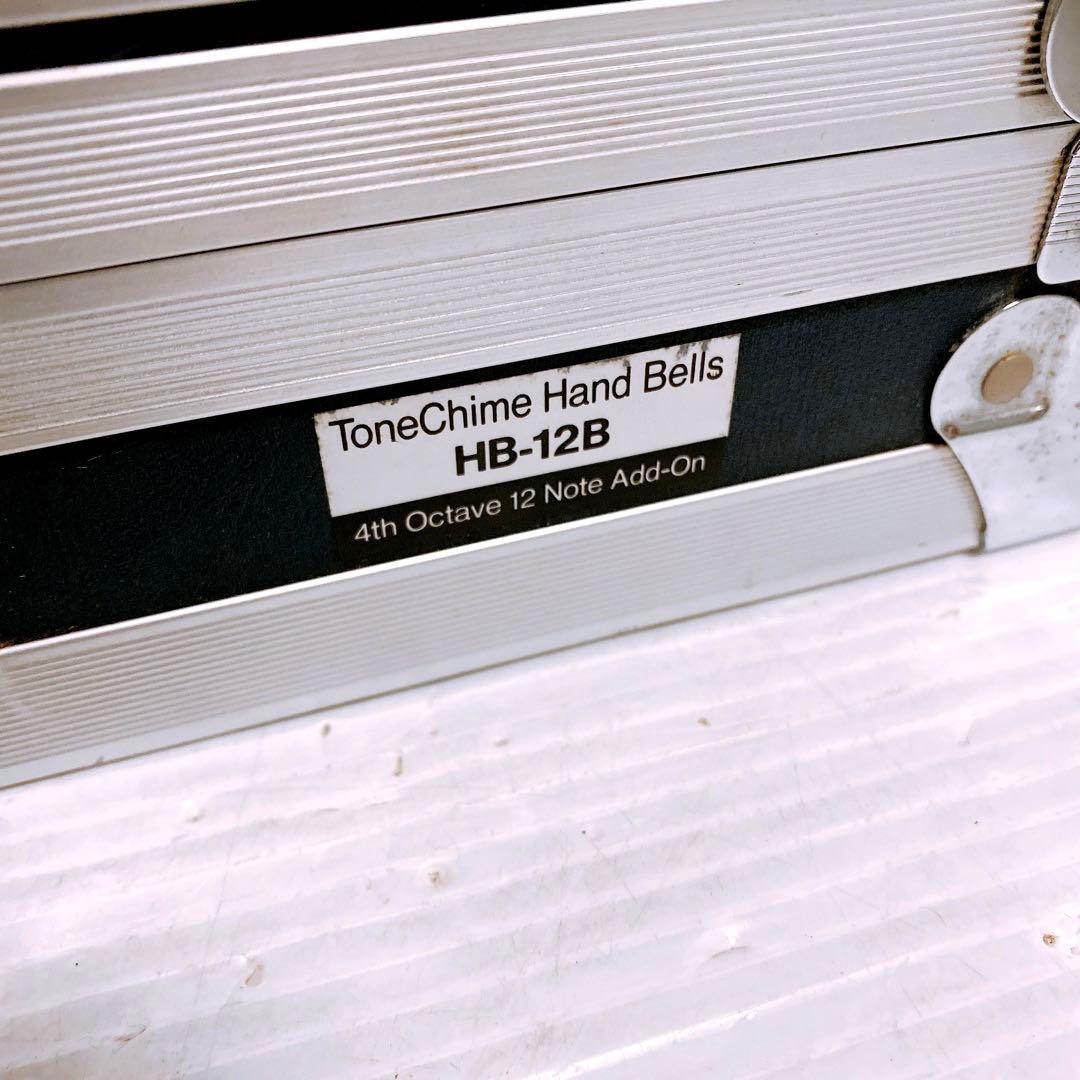 ToneChime Hand Bells
HB-12B
4th Octave 12 Note Add-On